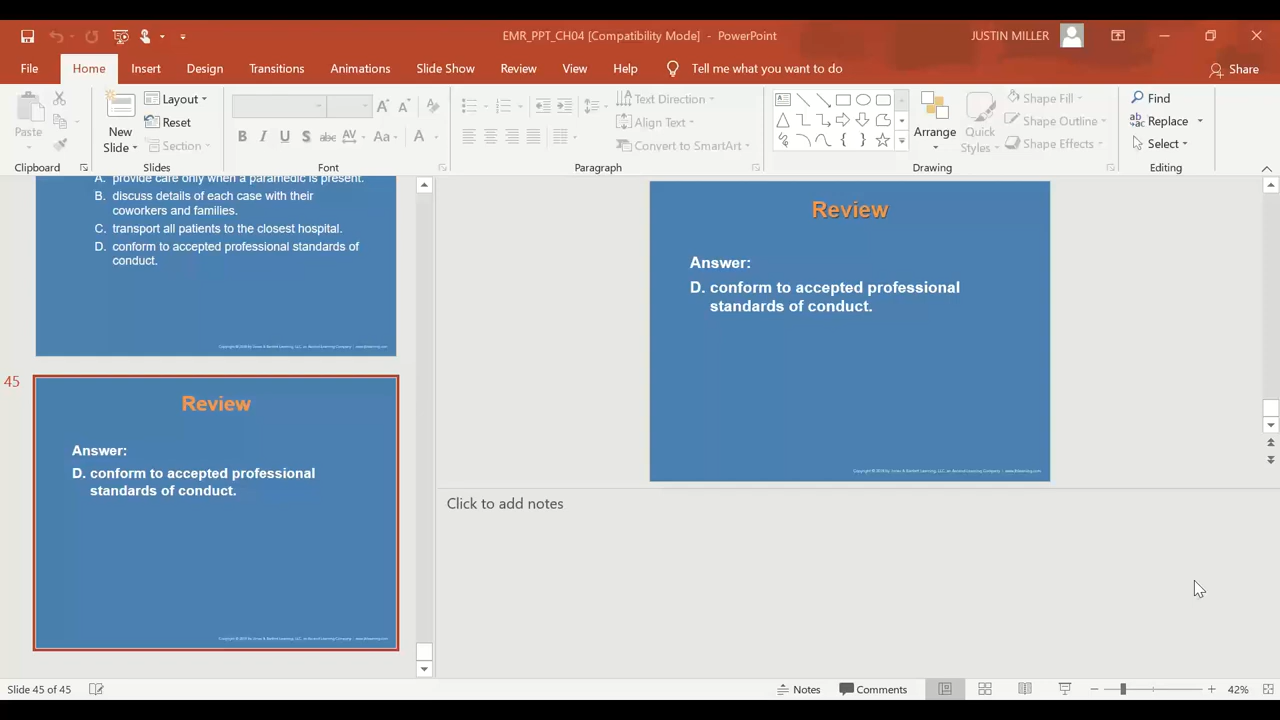 EMR_PPT_CH04 [Compatibility Mode] - PowerPoint
JUSTIN MILLER
File Home Insert Design Transitions Animations Slide Show Review View Help Tell me what you want to do Share
Paste
Clipboard
New Slide
Layout
Reset
Section
Slides
B I U S abc AV Aa A
Font
Text Direction
Align Text
Convert to SmartArt
Paragraph
Arrange
Quick Styles
Shape Fill
Shape Outline
Shape Effects
Drawing
Find
Replace
Select
Editing
A. provide care only when a paramedic is present.
B. discuss details of each case with their
coworkers and families.
C. transport all patients to the closest hospital.
D. conform to accepted professional standards of
conduct.
45
Review
Answer:
D. conform to accepted professional
standards of conduct.
Review
Answer:
D. conform to accepted professional
standards of conduct.
Click to add notes
Slide 45 of 45
Notes
Comments
42%